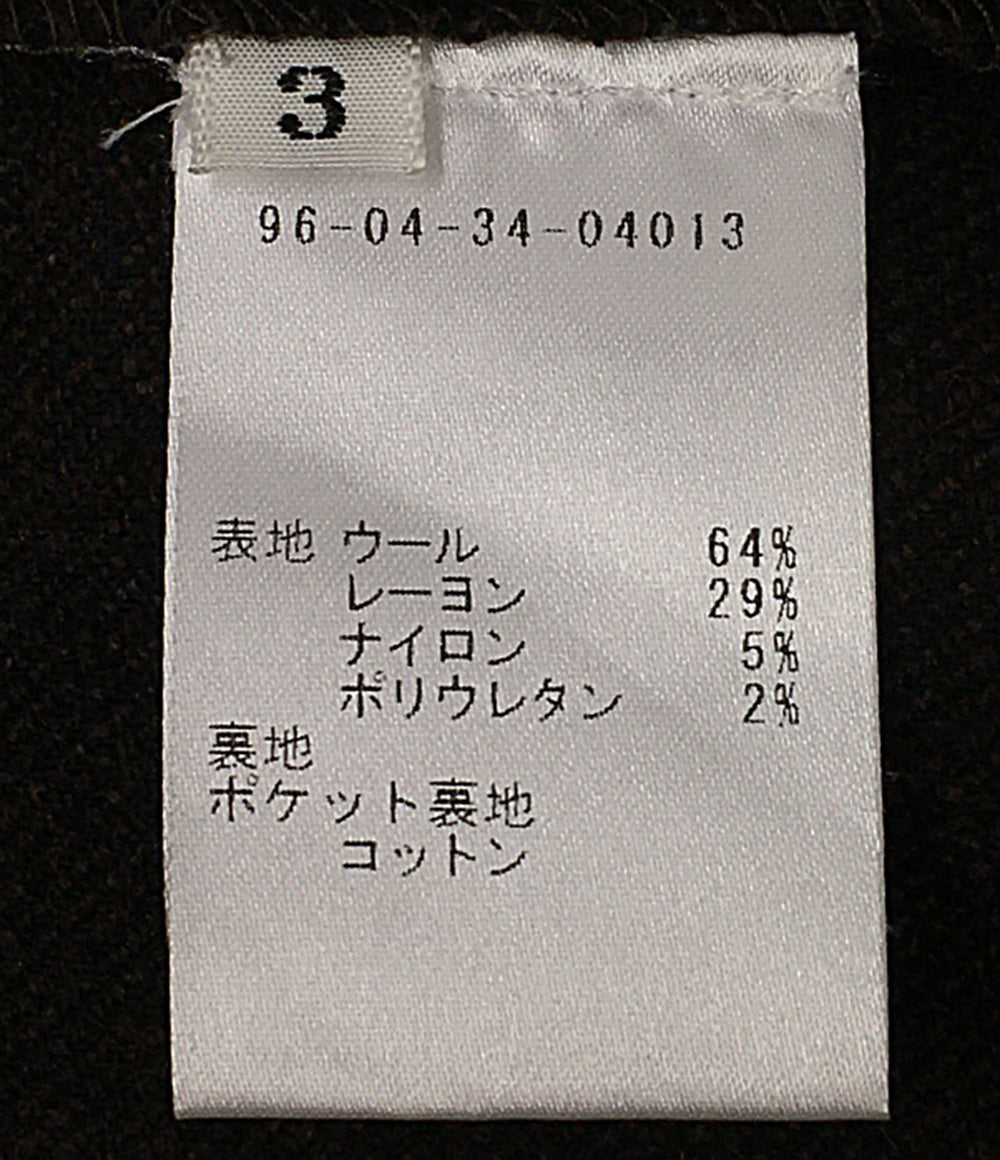 3
96-04-34-04013
表地 ウール 64%
レーヨン 29%
ナイロン 5%
ポリウレタン 2%
裏地
ポケット裏地
コットン